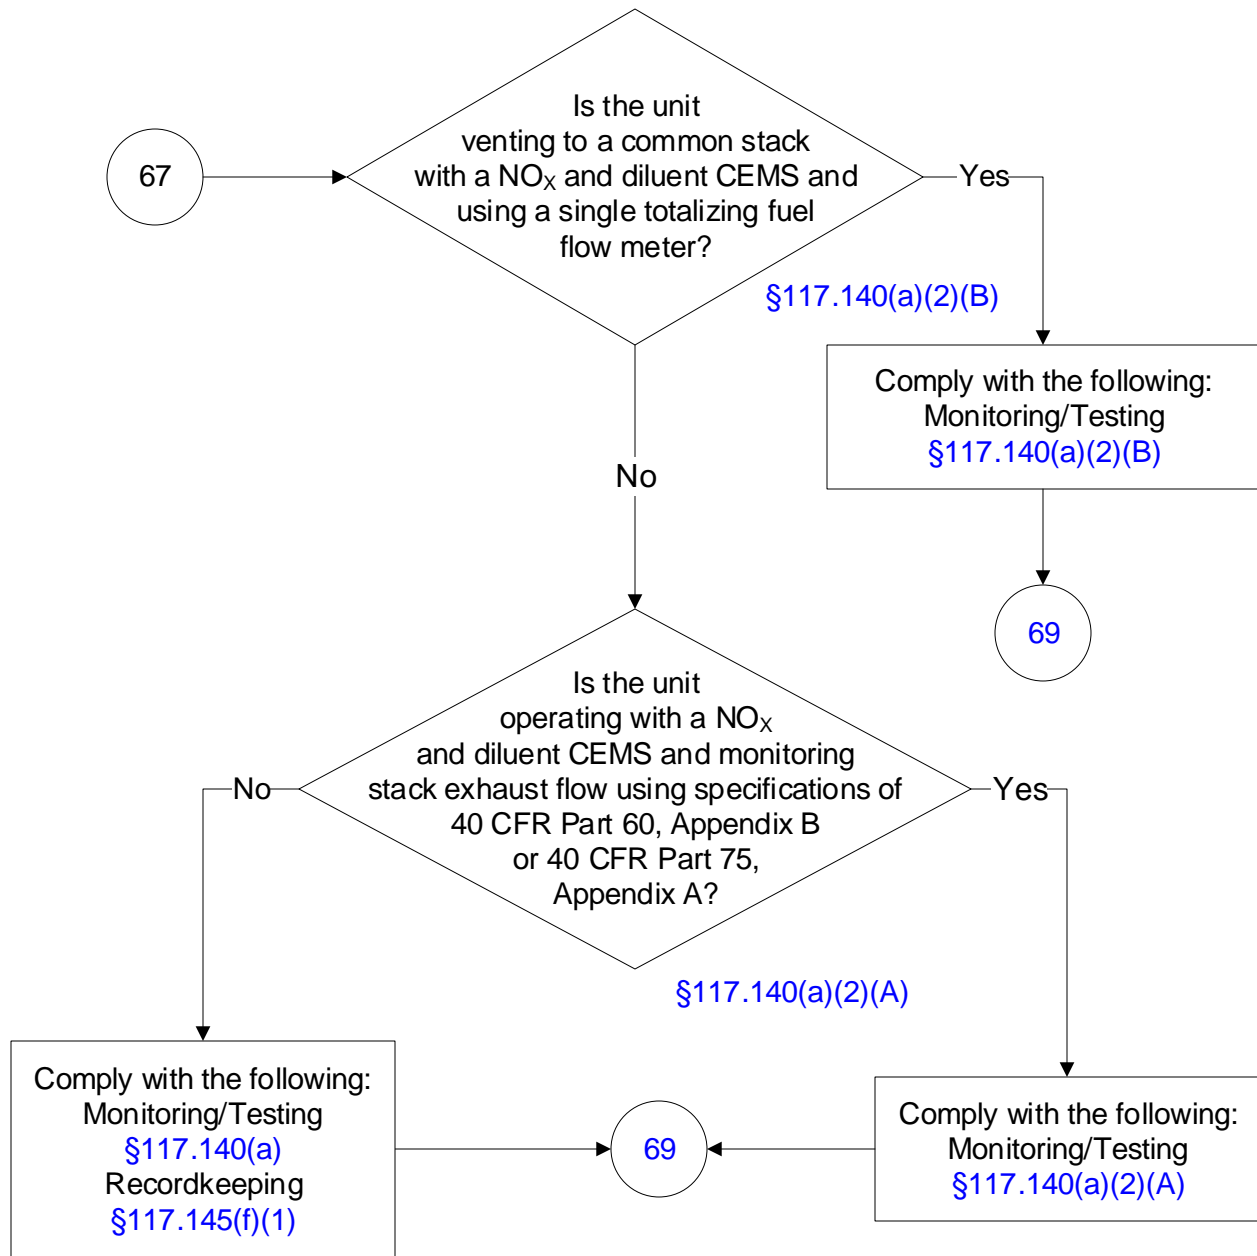 67
Is the unit
venting to a common stack
with a NOX and diluent CEMS and
using a single totalizing fuel
flow meter?
Yes
§117.140(a)(2)(B)
Comply with the following:
Monitoring/Testing
§117.140(a)(2)(B)
No
69
Is the unit
operating with a NOX
and diluent CEMS and monitoring
stack exhaust flow using specifications of
40 CFR Part 60, Appendix B
or 40 CFR Part 75,
Appendix A?
No
Yes
§117.140(a)(2)(A)
Comply with the following:
Monitoring/Testing
§117.140(a)
Recordkeeping
§117.145(f)(1)
69
Comply with the following:
Monitoring/Testing
§117.140(a)(2)(A)